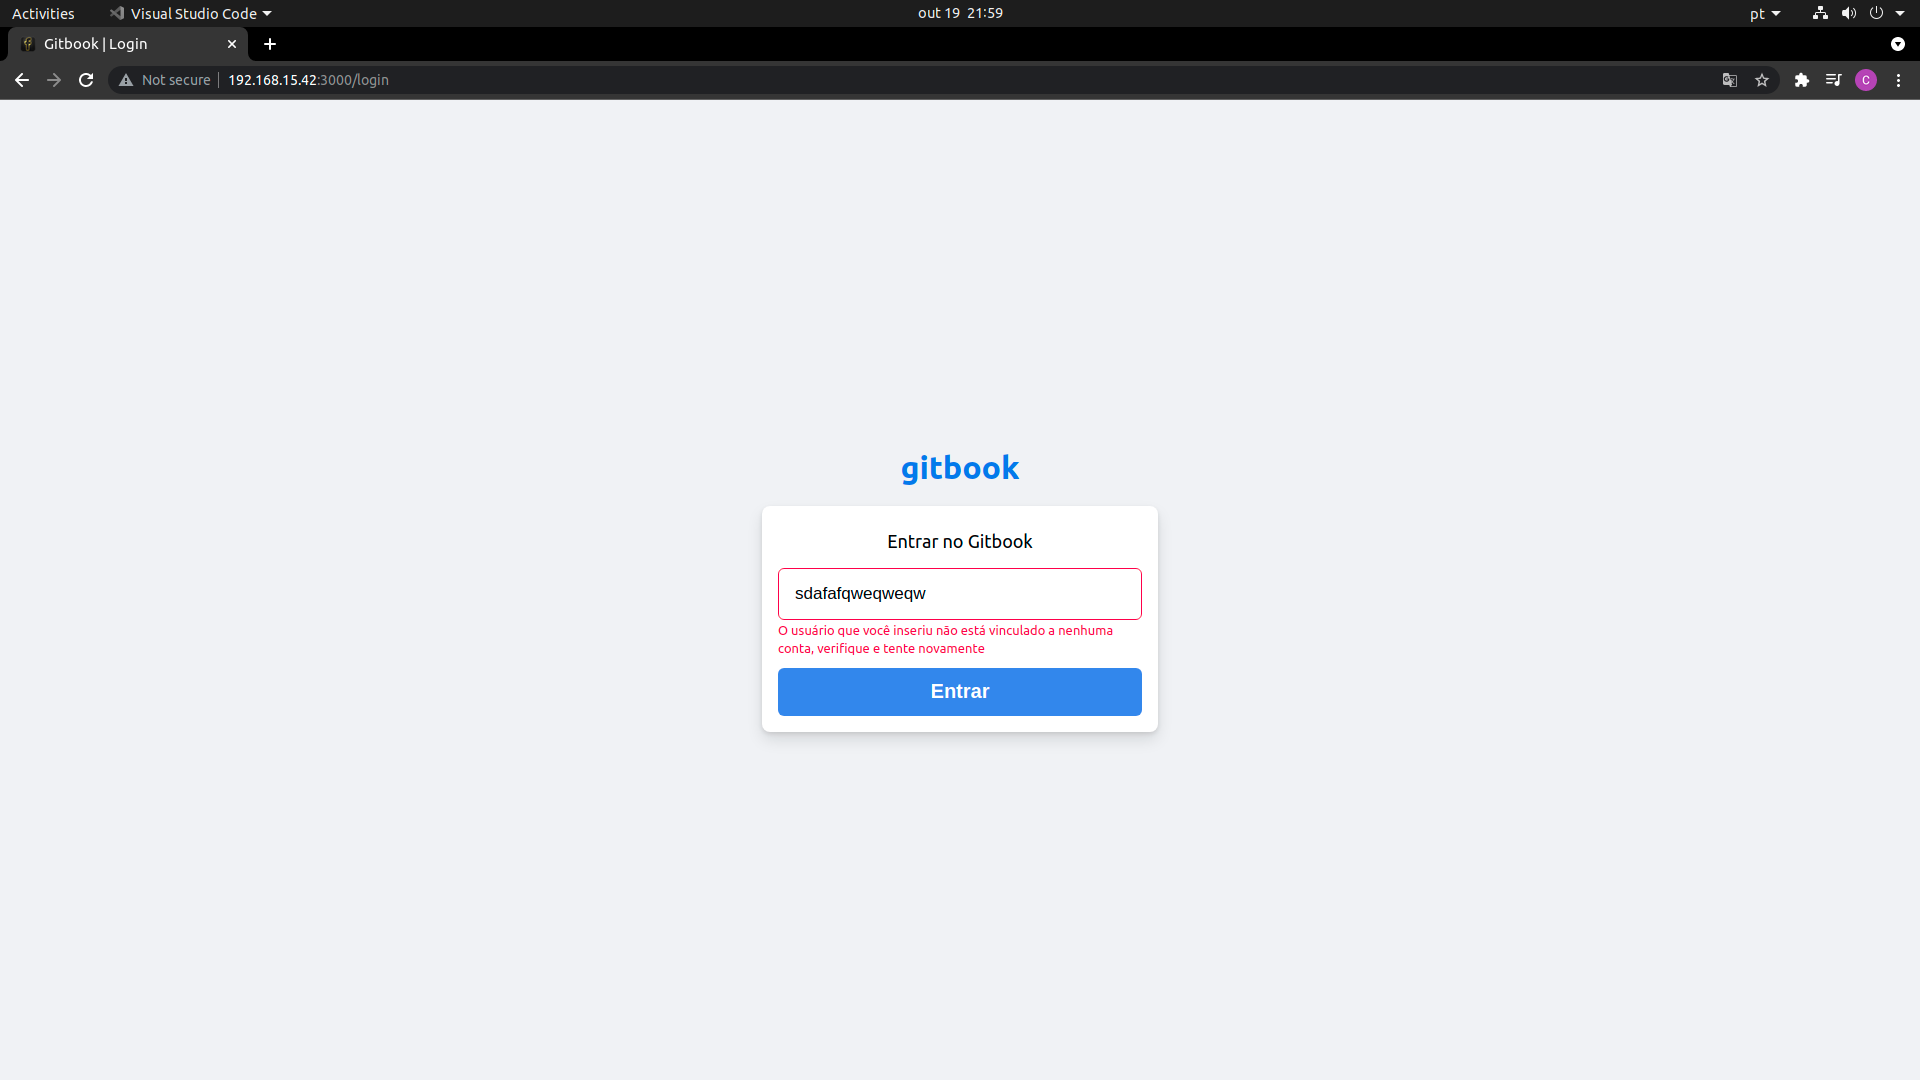 Activities
Visual Studio Code
out 19 21:59
pt
Gitbook | Login
Not secure
192.168.15.42:3000/login
C
gitbook
Entrar no Gitbook
sdafafqweqweqw
O usuário que você inseriu não está vinculado a nenhuma
conta, verifique e tente novamente
Entrar